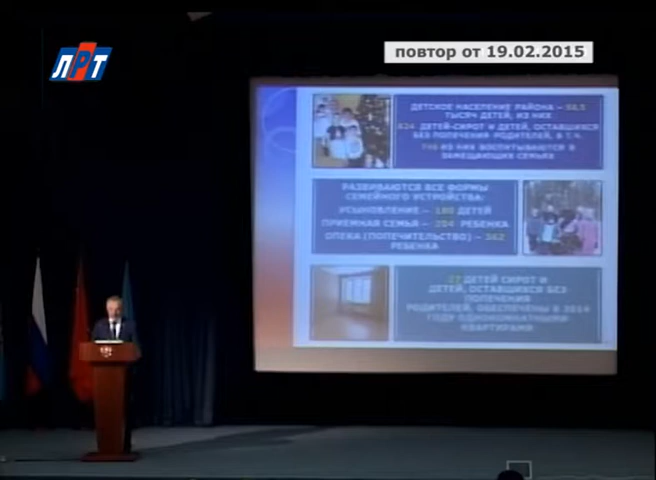 ЛРТ
повтор от 19.02.2015
ДЕТСКОЕ НАСЕЛЕНИЕ РАЙОНА –
ТЫСЯЧ ДЕТЕЙ, ИЗ НИХ
824 ДЕТЕЙ-СИРОТ И ДЕТЕЙ, ОСТАВШИХСЯ
БЕЗ ПОПЕЧЕНИЯ РОДИТЕЛЕЙ, В Т.Ч.
ИЗ НИХ ВОСПИТЫВАЮТСЯ В
ЗАМЕЩАЮЩИХ СЕМЬЯХ
РАЗВИВАЮТСЯ ВСЕ ФОРМЫ
СЕМЕЙНОГО УСТРОЙСТВА:
УСЫНОВЛЕНИЕ – 180 ДЕТЕЙ
ПРИЕМНАЯ СЕМЬЯ – 204 РЕБЕНКА
ОПЕКА (ПОПЕЧИТЕЛЬСТВО) – 362
РЕБЕНКА
27 ДЕТЕЙ СИРОТ И
ДЕТЕЙ, ОСТАВШИХСЯ БЕЗ
ПОПЕЧЕНИЯ
РОДИТЕЛЕЙ, ОБЕСПЕЧЕНЫ В 2014
ГОДУ ОДНОКОМНАТНЫМИ
КВАРТИРАМИ